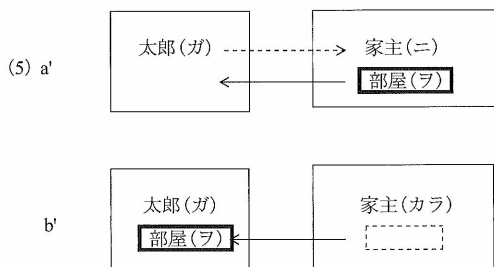 (5) a'
太郎(ガ)
家主(ニ)
部屋(ヲ)
b'
太郎(ガ)
家主(カラ)
部屋(ヲ)